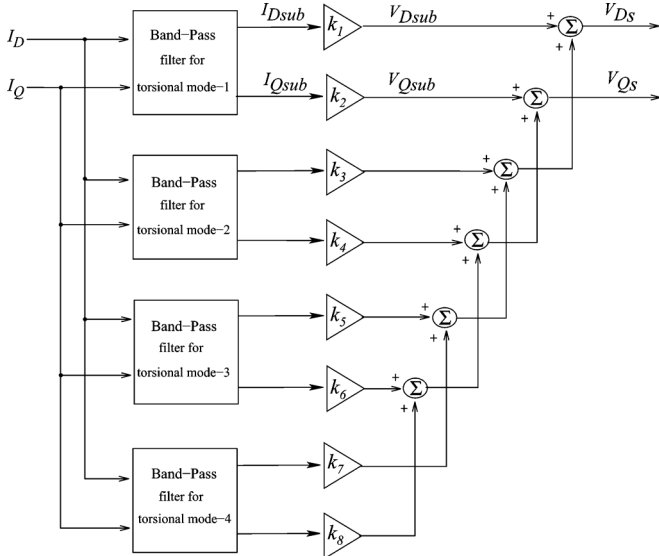 I_D
I_Q
Band-Pass
filter for
torsional mode-1
I_Dsub
k_1
V_Dsub
+
+
Σ
V_Ds
I_Qsub
k_2
V_Qsub
+
+
Σ
V_Qs
Band-Pass
filter for
torsional mode-2
k_3
+
+
Σ
k_4
+
+
Σ
Band-Pass
filter for
torsional mode-3
k_5
+
+
Σ
k_6
+
+
Σ
Band-Pass
filter for
torsional mode-4
k_7
k_8